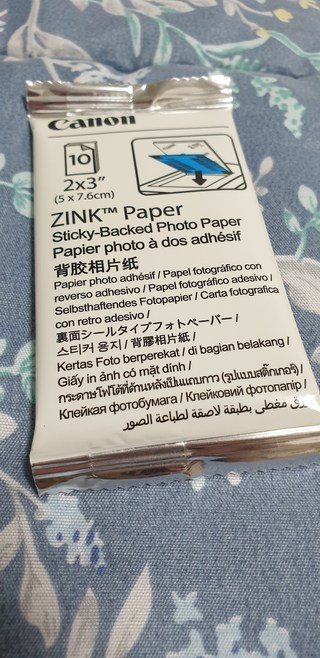 Canon
10
2x3"
(5 x 7.6cm)
ZINK™ Paper
Sticky-Backed Photo Paper
Papier photo à dos adhésif
背胶相片纸
Papier photo adhésif / Papel fotográfico con
reverso adhesivo / Papel fotográfico adesivo /
Selbsthaftendes Fotopapier / Carta fotografica
con retro adesivo /
裏面シールタイプフォトペーパー /
스티커 용지 / 背膠相片紙 /
Kertas Foto berperekat / di bagian belakang /
Giấy in ảnh có mặt dính /
กระดาษโฟโต้ที่ด้านหลังเป็นแถบกาว (รูปแบบสติ๊กเกอร์) /
Клейкая фотобумага / Клейковий фотопапір /
ورق مغطى بطبقة لاصقة لطباعة الصور